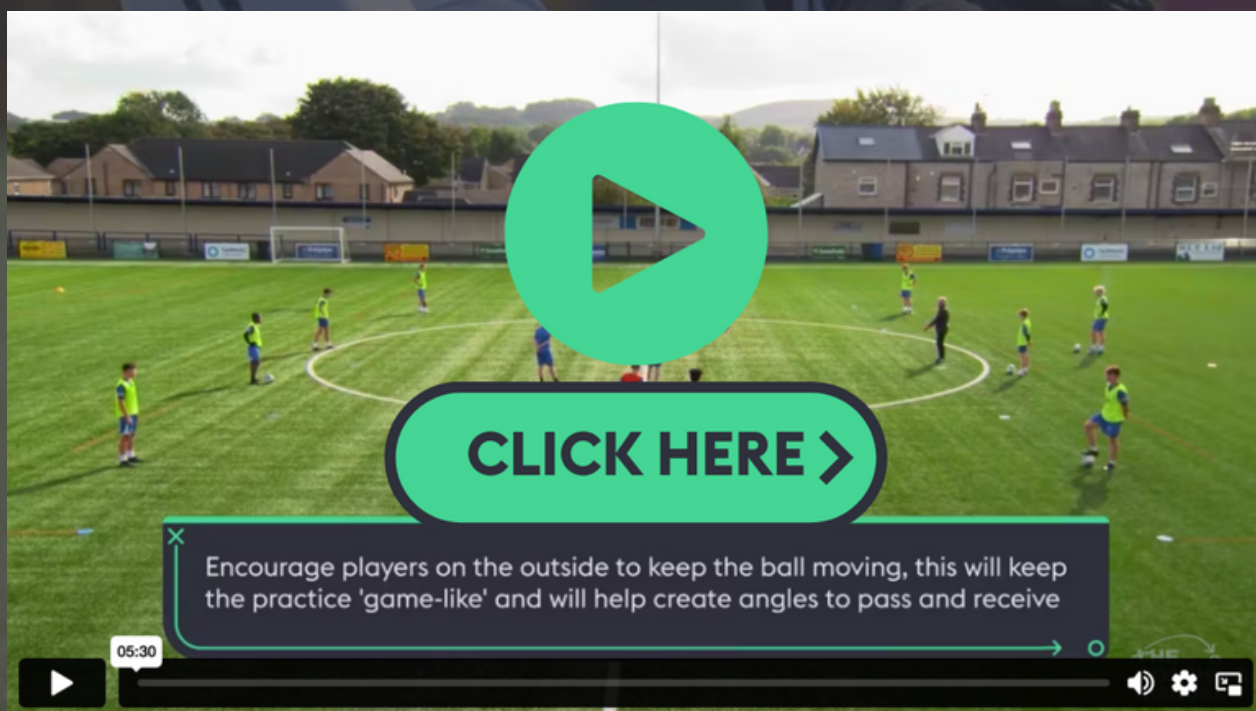 CLICK HERE >
Encourage players on the outside to keep the ball moving, this will keep
the practice 'game-like' and will help create angles to pass and receive
05:30
THE